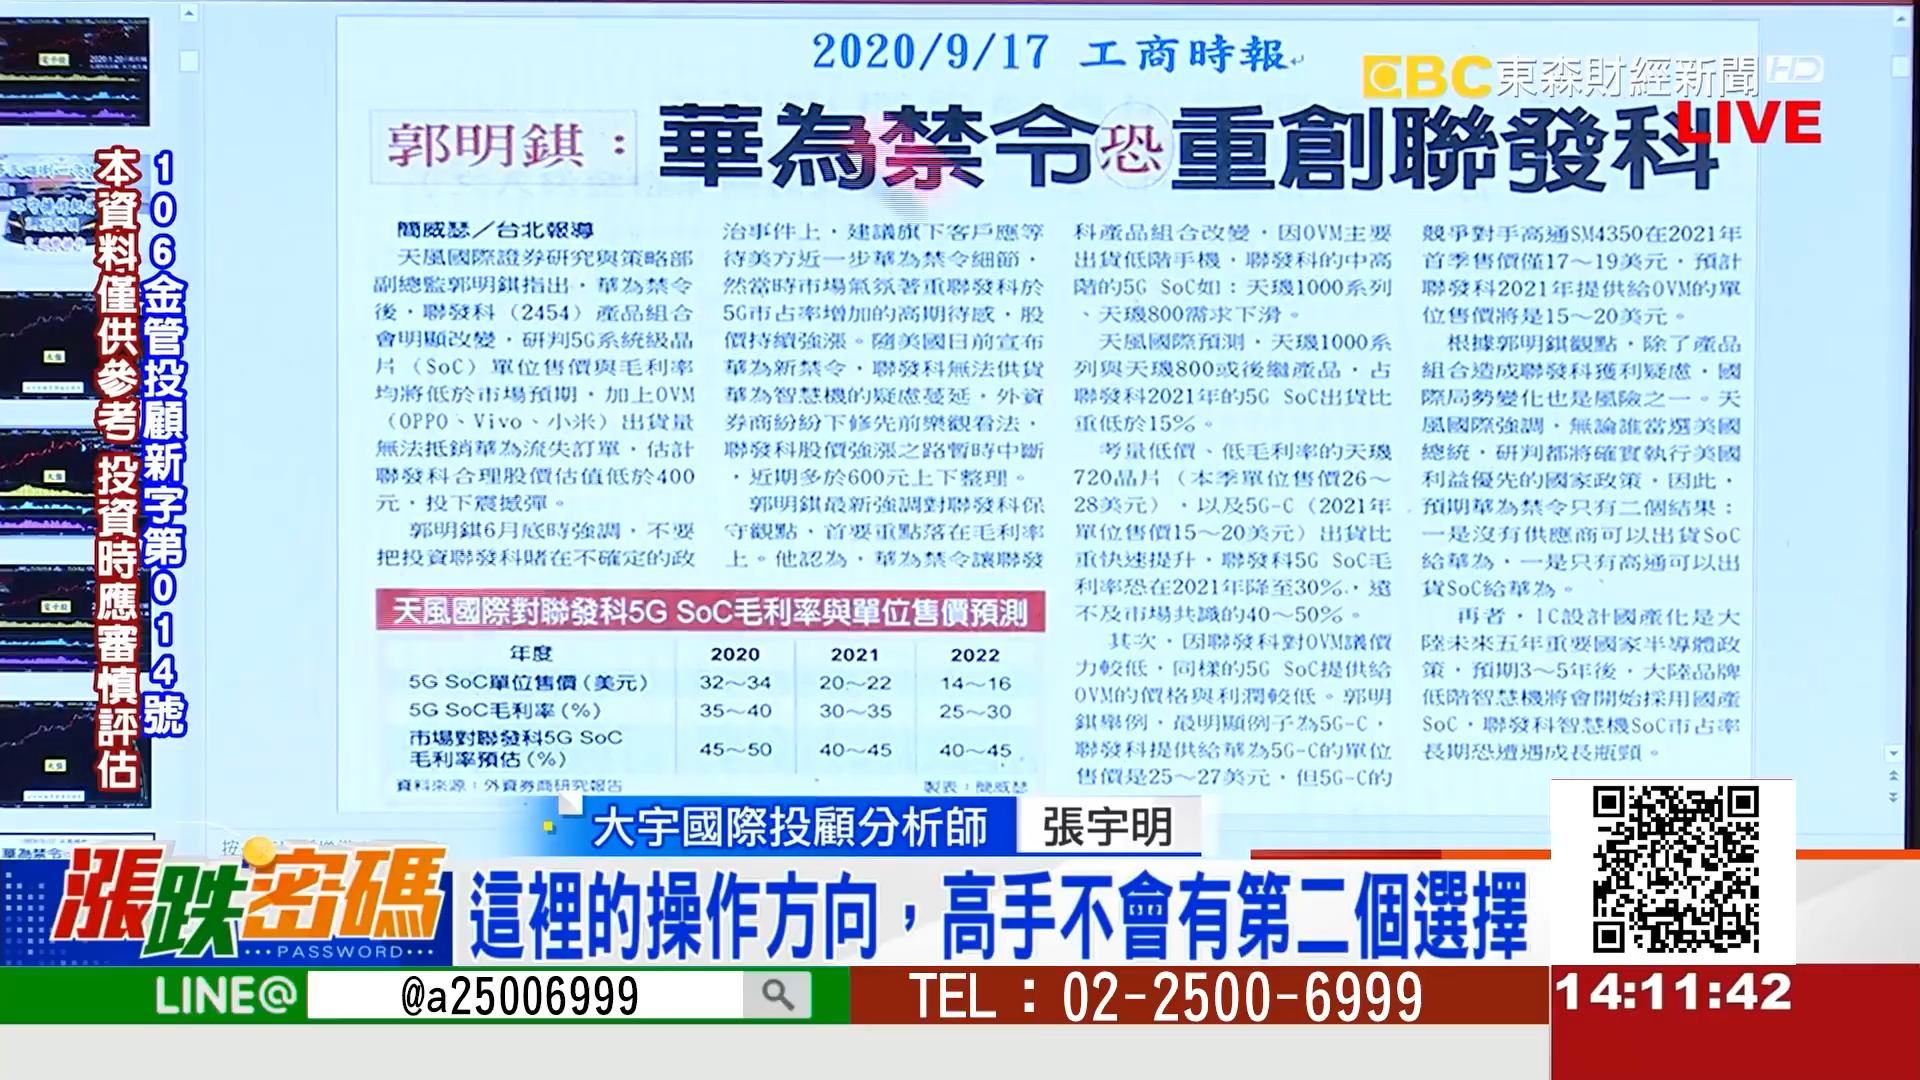 2020/9/17 工商時報
EBC 東森財經新聞 HD
LIVE
郭明錤：華為禁令恐重創聯發科
簡威瑟／台北報導
天風國際證券研究與策略部
副總監郭明錤指出，華為禁令
後，聯發科（2454）產品組合
會明顯改變，研判5G系統級晶
片（SoC）單位售價與毛利率
均將低於市場預期，加上OVM
（OPPO、Vivo、小米）出貨量
無法抵銷華為流失訂單，估計
聯發科合理股價估值低於400
元，投下震撼彈。
郭明錤6月底時強調，不要
把投資聯發科賭在不確定的政
治事件上，建議旗下客戶應等
待美方近一步華為禁令細節，
然當時市場氣氛著重聯發科於
5G市占率增加的高期待感，股
價持續強漲。隨美國日前宣布
華為新禁令，聯發科無法供貨
華為智慧機的疑慮蔓延，外資
券商紛紛下修先前樂觀看法，
聯發科股價強漲之路暫時中斷
，近期多於600元上下整理。
郭明錤最新強調對聯發科保
守觀點，首要重點落在毛利率
上。他認為，華為禁令讓聯發
科產品組合改變，因OVM主要
出貨低階手機，聯發科的中高
階的5G SoC如：天璣1000系列
、天璣800需求下滑。
天風國際預測，天璣1000系
列與天璣800或後繼產品，占
聯發科2021年的5G SoC出貨比
重低於15%。
考量低價、低毛利率的天璣
720晶片（本季單位售價26～
28美元），以及5G-C（2021年
單位售價15～20美元）出貨比
重快速提升，聯發科5G SoC毛
利率恐在2021年降至30%，遠
不及市場共識的40～50%。
其次，因聯發科對OVM議價
力較低，同樣的5G SoC提供給
OVM的價格與利潤較低。郭明
錤舉例，最明顯例子為5G-C，
聯發科提供給華為5G-C的單位
售價是25～27美元，但5G-C的
競爭對手高通SM4350在2021年
首季售價僅17～19美元，預計
聯發科2021年提供給OVM的單
位售價將是15～20美元。
根據郭明錤觀點，除了產品
組合造成聯發科獲利疑慮，國
際局勢變化也是風險之一。天
風國際強調，無論誰當選美國
總統，研判都將確實執行美國
利益優先的國家政策，因此，
預期華為禁令只有二個結果：
一是沒有供應商可以出貨SoC
給華為，一是只有高通可以出
貨SoC給華為。
再者，IC設計國產化是大
陸未來五年重要國家半導體政
策，預期3～5年後，大陸品牌
低階智慧機將會開始採用國產
SoC，聯發科智慧機SoC市占率
長期恐遭遇成長瓶頸。
天風國際對聯發科5G SoC毛利率與單位售價預測
年度 2020 2021 2022
5G SoC單位售價（美元） 32～34 20～22 14～16
5G SoC毛利率（%） 35～40 30～35 25～30
市場對聯發科5G SoC
毛利率預估（%） 45～50 40～45 40～45
資料來源：外資券商研究報告 製表：簡威瑟
106金管投顧新字第014號
本資料僅供參考 投資時應審慎評估
大宇國際投顧分析師 張宇明
漲跌密碼
PASSWORD
這裡的操作方向，高手不會有第二個選擇
LINE@ @a25006999
TEL：02-2500-6999
14:11:42